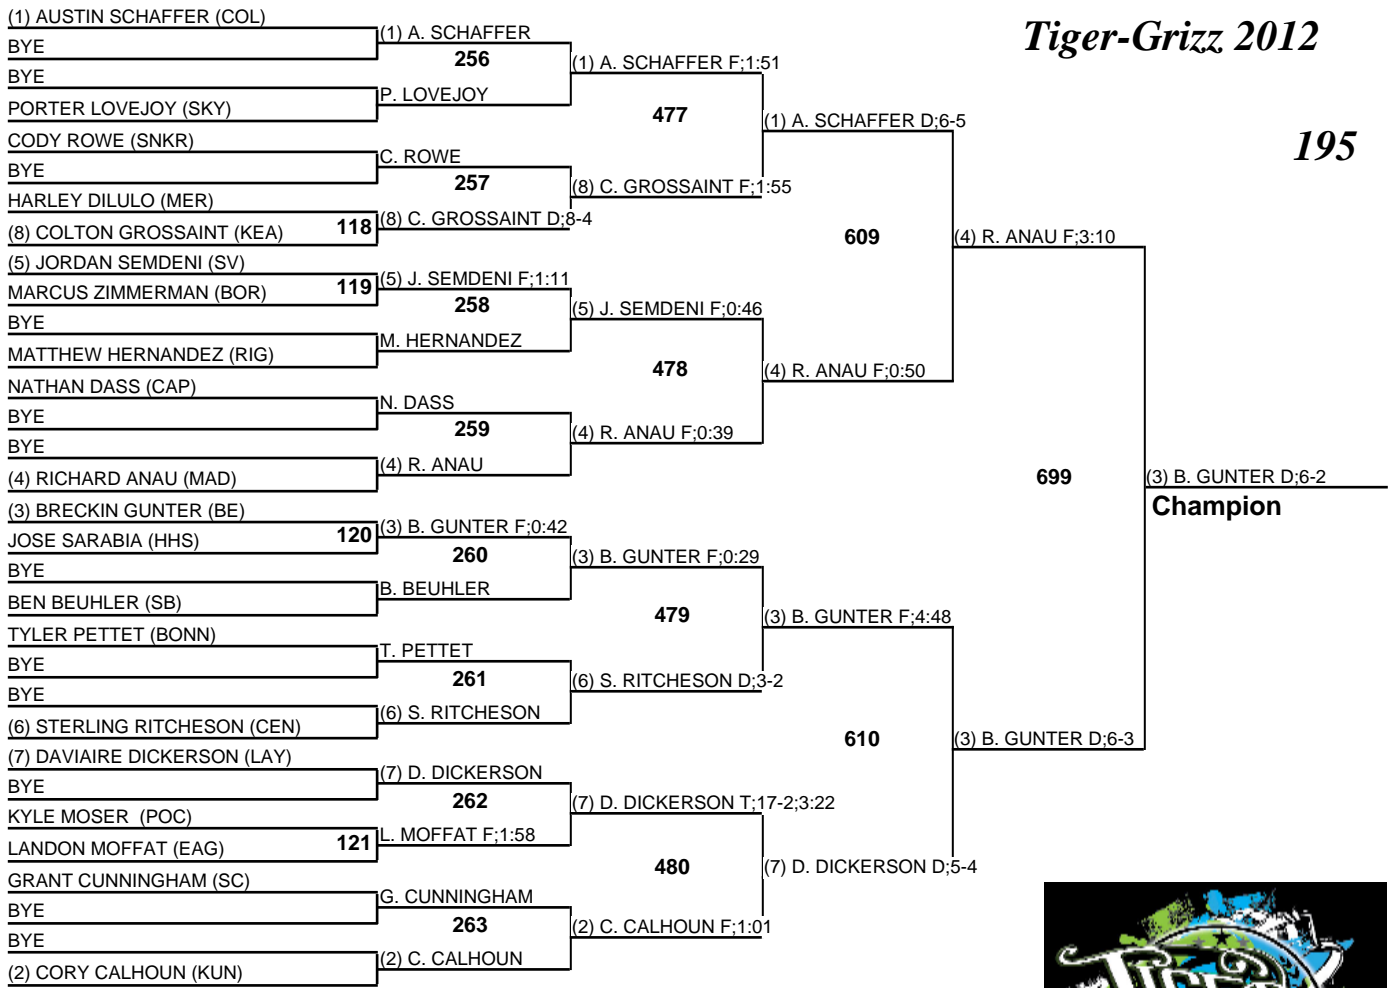 Tiger-Grizz 2012
195
(1) AUSTIN SCHAFFER (COL)
BYE
BYE
PORTER LOVEJOY (SKY)
CODY ROWE (SNKR)
BYE
HARLEY DILULO (MER)
(8) COLTON GROSSAINT (KEA)
(5) JORDAN SEMDENI (SV)
MARCUS ZIMMERMAN (BOR)
BYE
MATTHEW HERNANDEZ (RIG)
NATHAN DASS (CAP)
BYE
BYE
(4) RICHARD ANAU (MAD)
(3) BRECKIN GUNTER (BE)
JOSE SARABIA (HHS)
BYE
BEN BEUHLER (SB)
TYLER PETTET (BONN)
BYE
BYE
(6) STERLING RITCHESON (CEN)
(7) DAVIAIRE DICKERSON (LAY)
BYE
KYLE MOSER (POC)
LANDON MOFFAT (EAG)
GRANT CUNNINGHAM (SC)
BYE
BYE
(2) CORY CALHOUN (KUN)
118
119
120
121
(1) A. SCHAFFER
256
P. LOVEJOY
C. ROWE
257
(8) C. GROSSAINT D;8-4
(5) J. SEMDENI F;1:11
258
M. HERNANDEZ
N. DASS
259
(4) R. ANAU
(3) B. GUNTER F;0:42
260
B. BEUHLER
T. PETTET
261
(6) S. RITCHESON
(7) D. DICKERSON
262
L. MOFFAT F;1:58
G. CUNNINGHAM
263
(2) C. CALHOUN
(1) A. SCHAFFER F;1:51
477
(8) C. GROSSAINT F;1:55
(5) J. SEMDENI F;0:46
478
(4) R. ANAU F;0:39
(3) B. GUNTER F;0:29
479
(6) S. RITCHESON D;3-2
(7) D. DICKERSON T;17-2;3:22
480
(2) C. CALHOUN F;1:01
(1) A. SCHAFFER D;6-5
609
(4) R. ANAU F;0:50
(3) B. GUNTER F;4:48
610
(7) D. DICKERSON D;5-4
(4) R. ANAU F;3:10
699
(3) B. GUNTER D;6-3
(3) B. GUNTER D;6-2
Champion